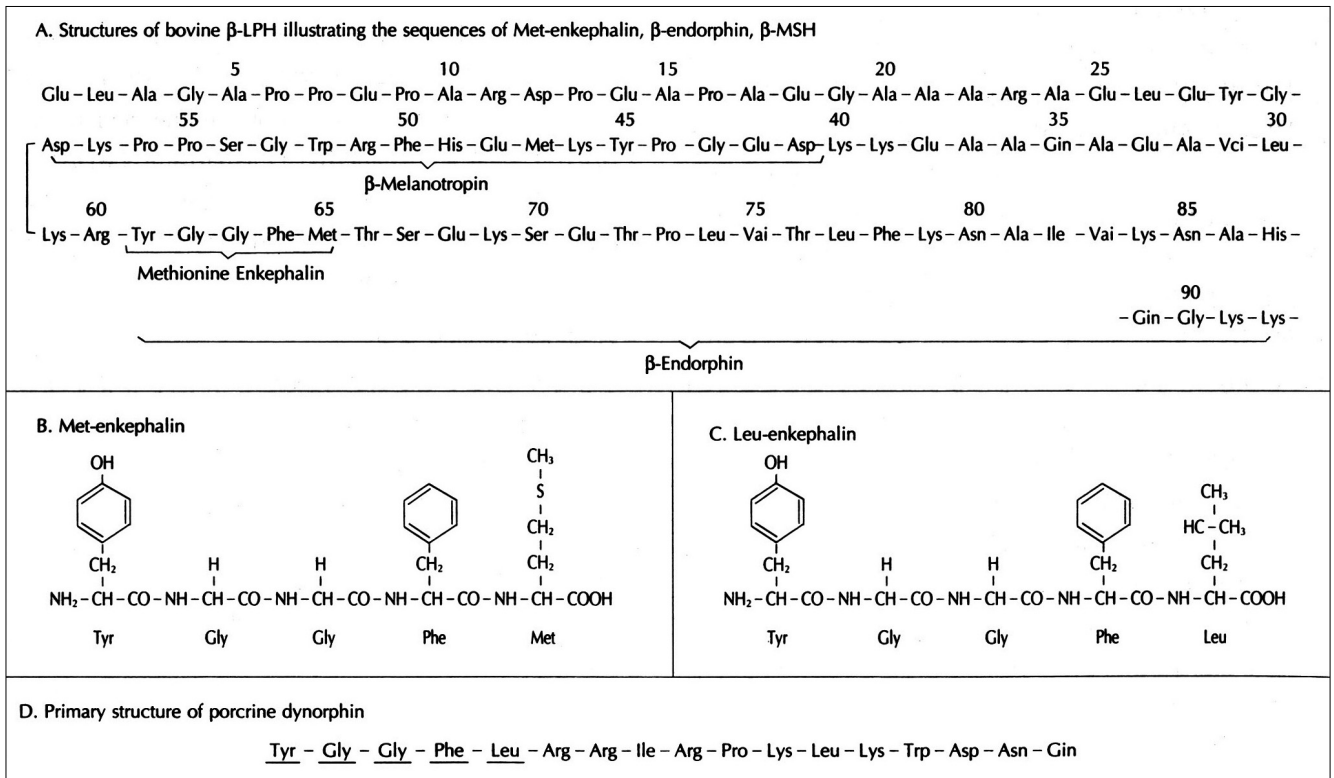 A. Structures of bovine β-LPH illustrating the sequences of Met-enkephalin, β-endorphin, β-MSH
5 10 15 20 25
Glu – Leu – Ala – Gly – Ala – Pro – Pro – Glu – Pro – Ala – Arg – Asp – Pro – Glu – Ala – Pro – Ala – Glu – Gly – Ala – Ala – Ala – Arg – Ala – Glu – Leu – Glu – Tyr – Gly –
55 50 45 40 35 30
Asp – Lys – Pro – Pro – Ser – Gly – Trp – Arg – Phe – His – Glu – Met – Lys – Tyr – Pro – Gly – Glu – Asp – Lys – Lys – Glu – Ala – Ala – Gin – Ala – Glu – Ala – Vci – Leu –
β-Melanotropin
60 65 70 75 80 85
Lys – Arg – Tyr – Gly – Gly – Phe – Met – Thr – Ser – Glu – Lys – Ser – Glu – Thr – Pro – Leu – Vai – Thr – Leu – Phe – Lys – Asn – Ala – Ile – Vai – Lys – Asn – Ala – His –
Methionine Enkephalin
90
– Gin – Gly – Lys – Lys –
β-Endorphin
B. Met-enkephalin
OH
CH₃
S
CH₂
CH₂ H H CH₂ CH₂
NH₂ – CH – CO – NH – CH – CO – NH – CH – CO – NH – CH – CO – NH – CH – COOH
Tyr Gly Gly Phe Met
C. Leu-enkephalin
OH
CH₃
HC – CH₃
CH₂ H H CH₂ CH₂
NH₂ – CH – CO – NH – CH – CO – NH – CH – CO – NH – CH – CO – NH – CH – COOH
Tyr Gly Gly Phe Leu
D. Primary structure of porcrine dynorphin
Tyr – Gly – Gly – Phe – Leu – Arg – Arg – Ile – Arg – Pro – Lys – Leu – Lys – Trp – Asp – Asn – Gin